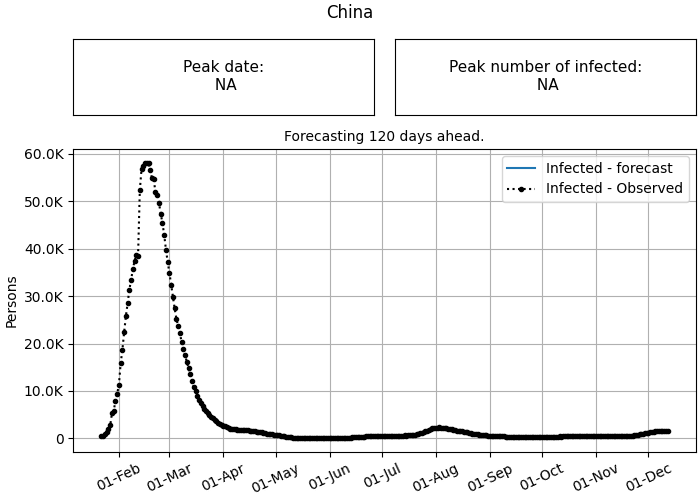 China
Peak date:
NA
Peak number of infected:
NA
Forecasting 120 days ahead.
Persons
60.0K
50.0K
40.0K
30.0K
20.0K
10.0K
0
Infected - forecast
Infected - Observed
01-Feb
01-Mar
01-Apr
01-May
01-Jun
01-Jul
01-Aug
01-Sep
01-Oct
01-Nov
01-Dec